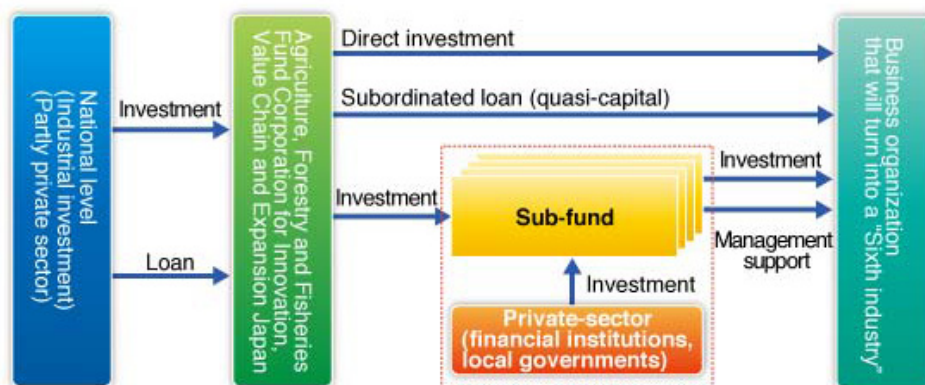 National level
(Industrial investment)
(Partly private sector)
Investment
Loan
Agriculture, Forestry and Fisheries
Fund Corporation for Innovation,
Value Chain and Expansion Japan
Direct investment
Subordinated loan (quasi-capital)
Investment
Sub-fund
Investment
Private-sector
(financial institutions,
local governments)
Investment
Management
support
Business organization
that will turn into a "Sixth industry"